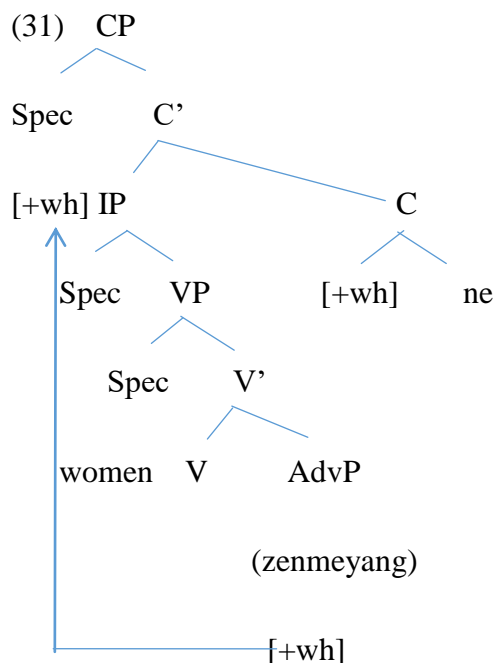 (31) CP
Spec C’
[+wh] IP C
Spec VP [+wh] ne
Spec V’
women V AdvP
(zenmeyang)
[+wh]